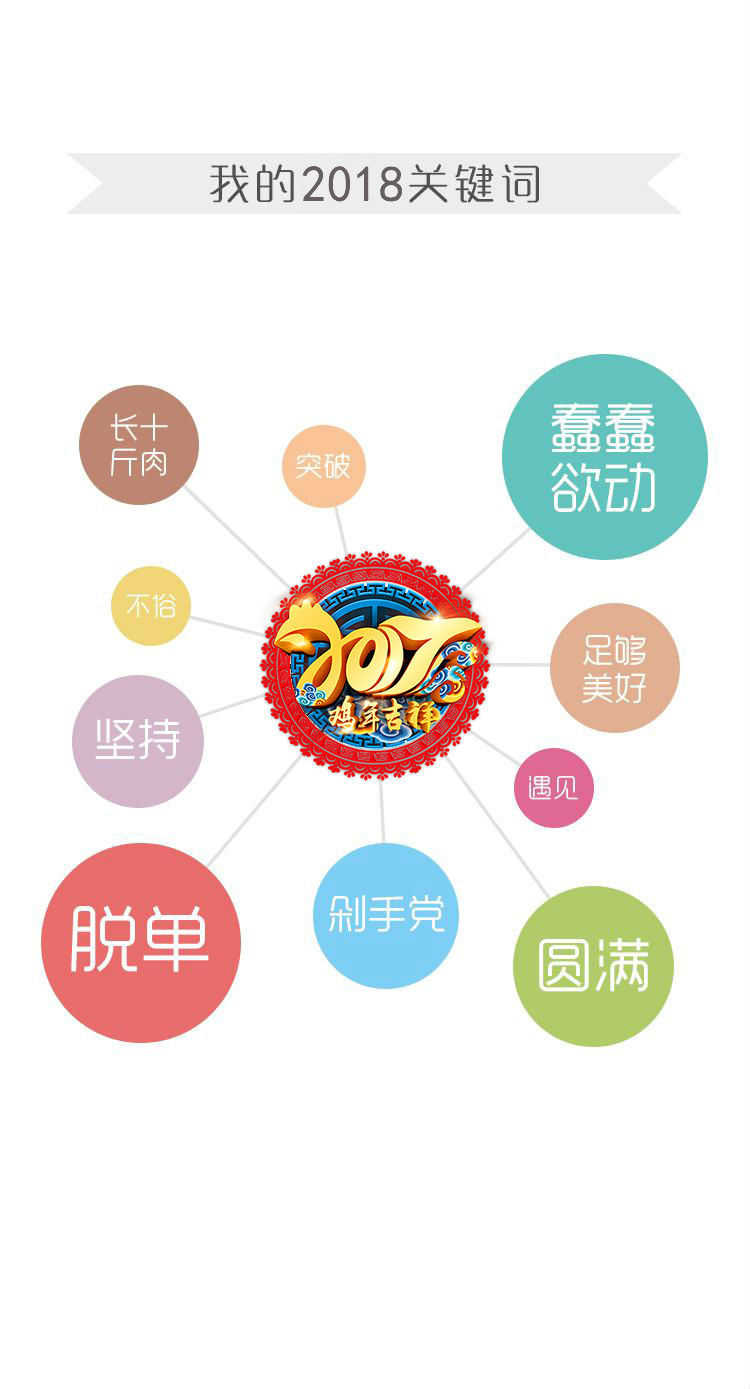 我的2018关键词
长十
斤肉
突破
蠢蠢
欲动
不俗
足够
美好
2017
鸡年吉祥
坚持
遇见
脱单
剁手党
圆满